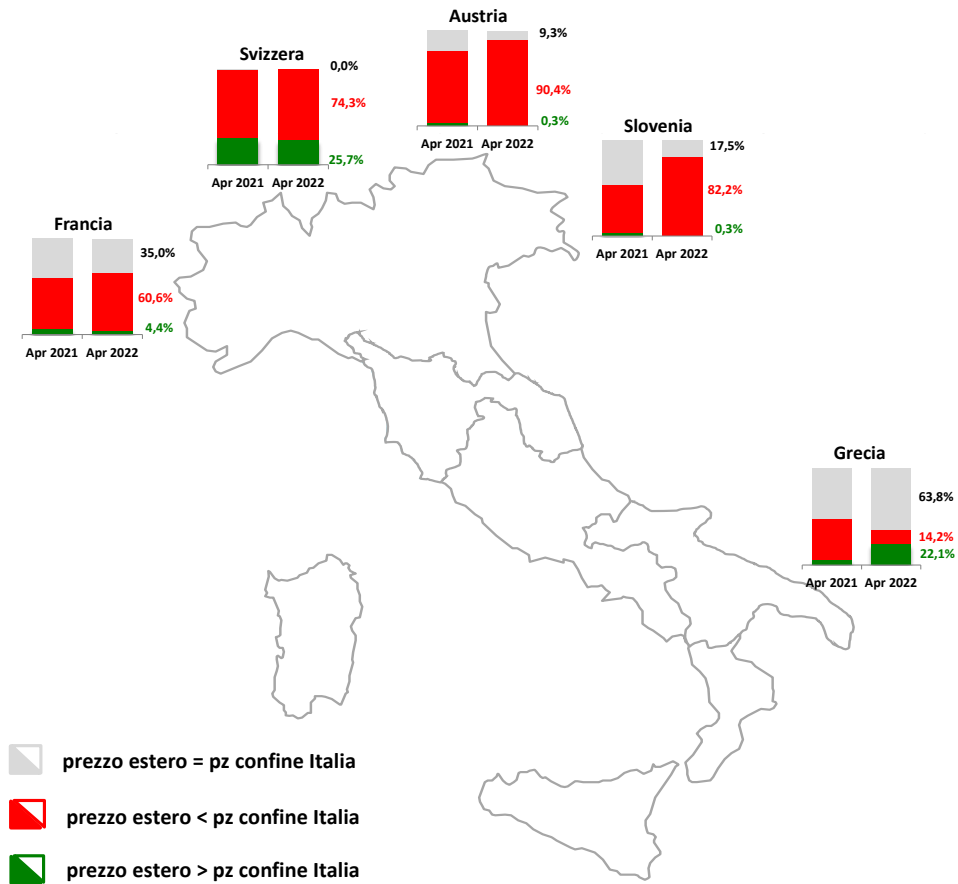 Austria
9,3%
90,4%
0,3%
Apr 2021 Apr 2022
Svizzera
0,0%
74,3%
25,7%
Apr 2021 Apr 2022
Slovenia
17,5%
82,2%
0,3%
Apr 2021 Apr 2022
Francia
35,0%
60,6%
4,4%
Apr 2021 Apr 2022
Grecia
63,8%
14,2%
22,1%
Apr 2021 Apr 2022
prezzo estero = pz confine Italia
prezzo estero < pz confine Italia
prezzo estero > pz confine Italia